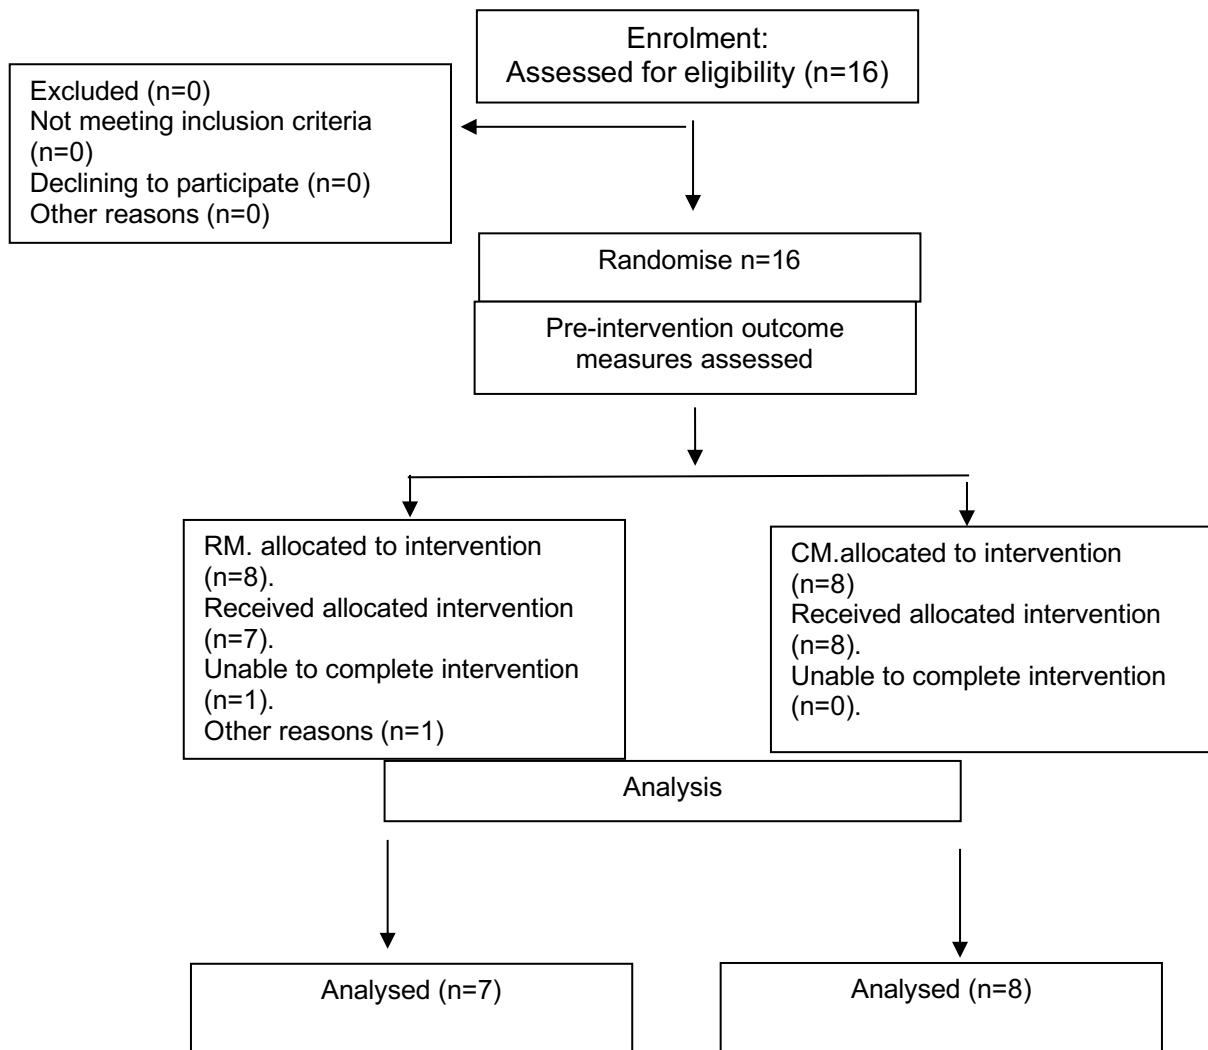 Enrolment:
Assessed for eligibility (n=16)
Excluded (n=0)
Not meeting inclusion criteria
(n=0)
Declining to participate (n=0)
Other reasons (n=0)
Randomise n=16
Pre-intervention outcome
measures assessed
RM. allocated to intervention
(n=8).
Received allocated intervention
(n=7).
Unable to complete intervention
(n=1).
Other reasons (n=1)
CM.allocated to intervention
(n=8)
Received allocated intervention
(n=8).
Unable to complete intervention
(n=0).
Analysis
Analysed (n=7)
Analysed (n=8)